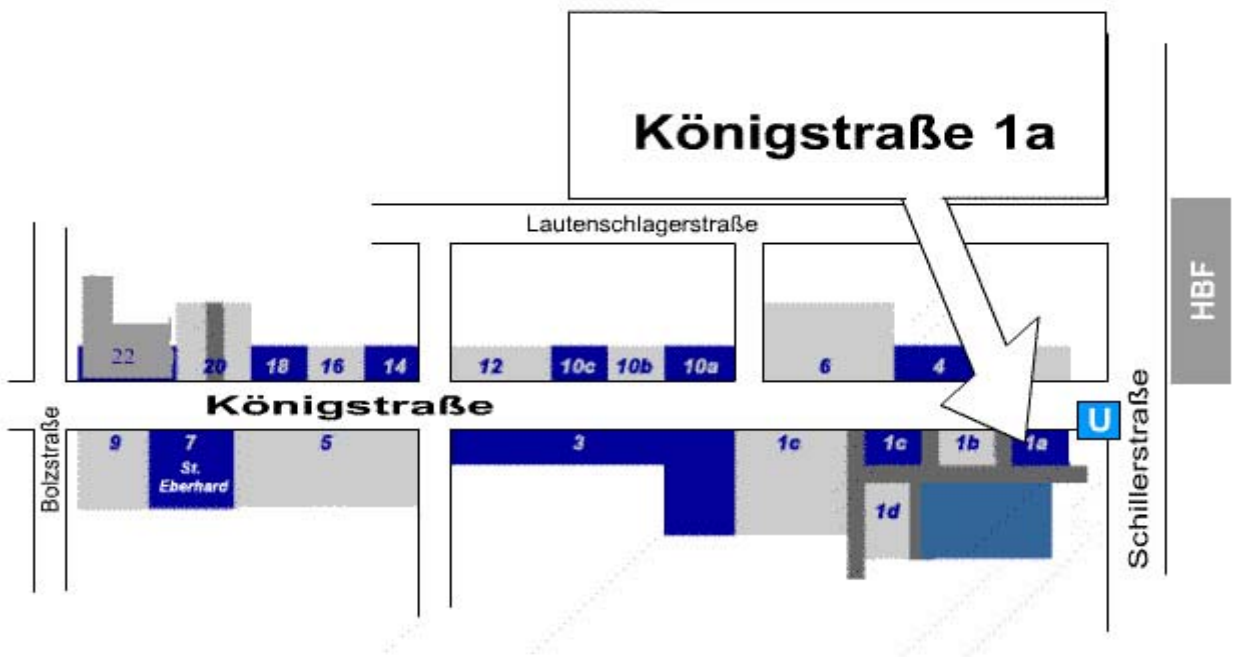 Königstraße 1a
Lautenschlagerstraße
HBF
22
20
18
16
14
12
10c
10b
10a
6
4
Königstraße
U
Bolzstraße
9
7
St.
Eberhard
5
3
1c
1c
1b
1a
1d
Schillerstraße